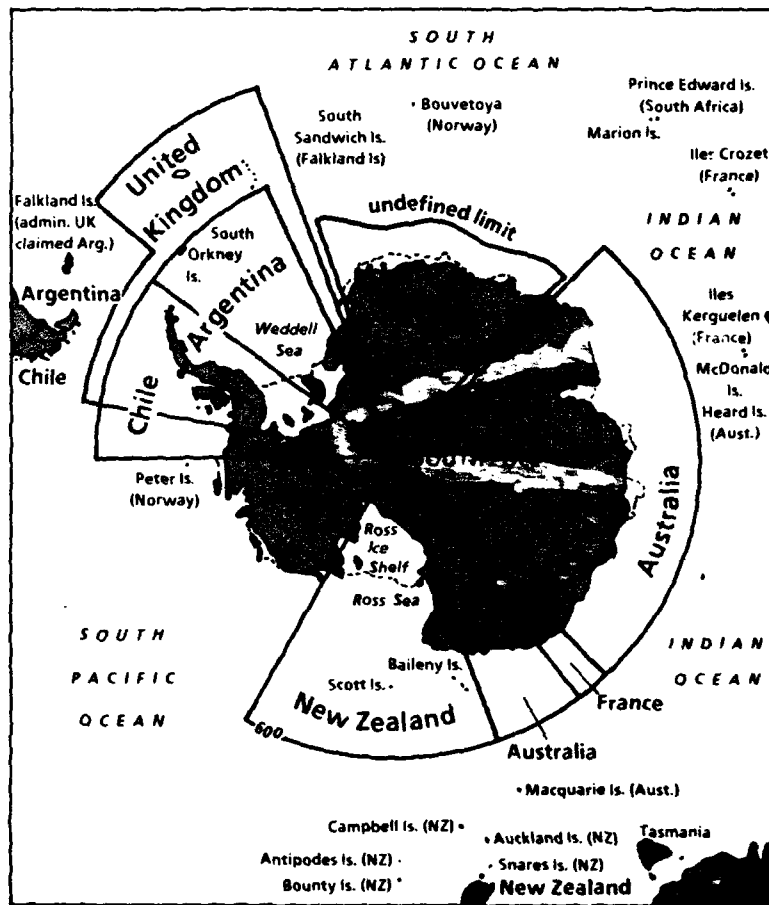 SOUTH
ATLANTIC OCEAN
Prince Edward Is.
(South Africa)
Marion Is.
Bouvetoya
(Norway)
South
Sandwich Is.
(Falkland Is)
Iles Crozet
(France)
United
Kingdom
undefined limit
INDIAN
OCEAN
Falkland Is.
(admin. UK
claimed Arg.)
South
Orkney
Is.
Argentina
Argentina
Weddell
Sea
Iles
Kerguelen
(France)
McDonald
Is.
Heard Is.
(Aust.)
Chile
Chile
Peter Is.
(Norway)
Australia
Ross
Ice
Shelf
Ross Sea
SOUTH
PACIFIC
OCEAN
INDIAN
OCEAN
Baileny Is.
Scott Is.
New Zealand
600
France
Australia
Macquarie Is. (Aust.)
Campbell Is. (NZ)
Auckland Is. (NZ)
Tasmania
Antipodes Is. (NZ)
Snares Is. (NZ)
Bounty Is. (NZ)
New Zealand